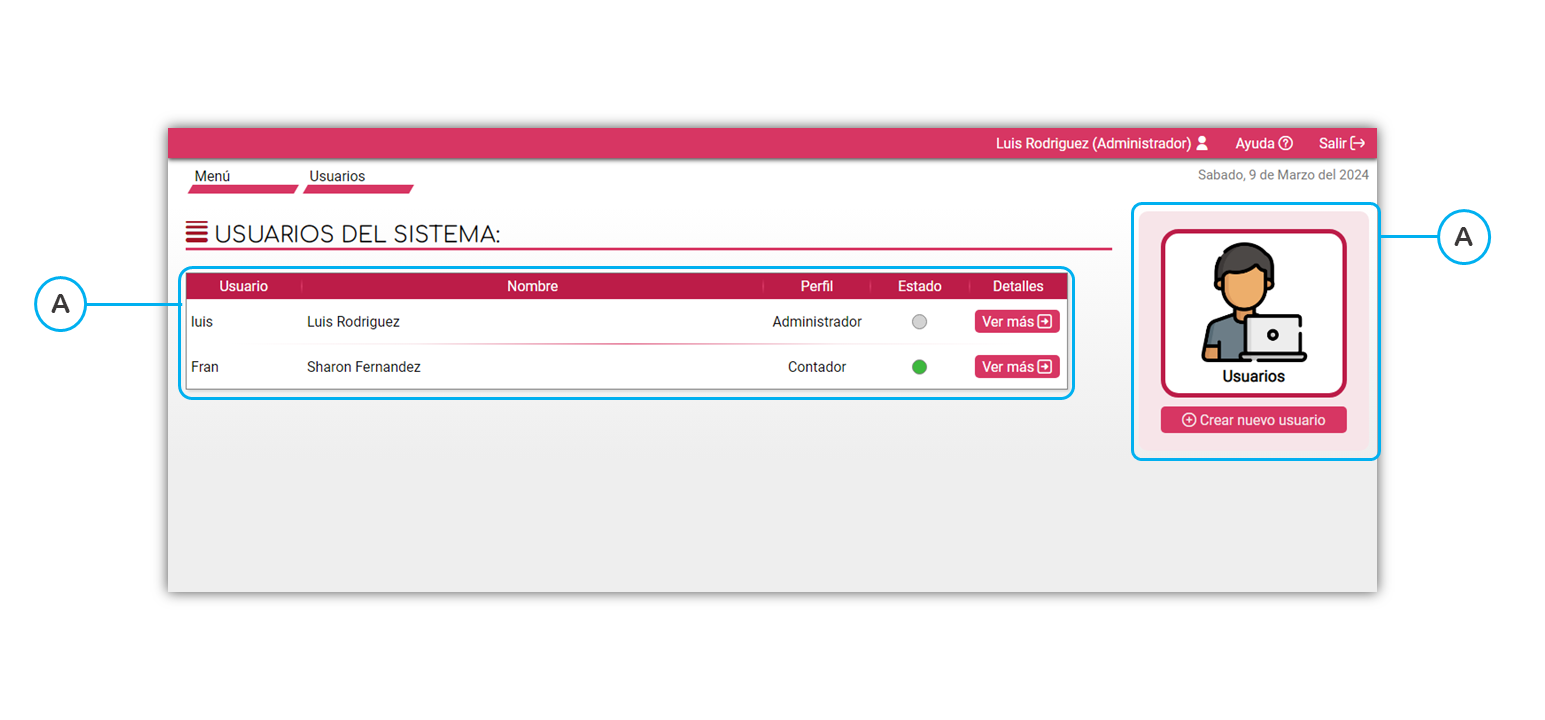 Luis Rodriguez (Administrador) Ayuda Salir
Menú Usuarios Sabado, 9 de Marzo del 2024
USUARIOS DEL SISTEMA:
A
A
Usuario Nombre Perfil Estado Detalles
luis Luis Rodriguez Administrador Ver más
Fran Sharon Fernandez Contador Ver más
Usuarios
Crear nuevo usuario